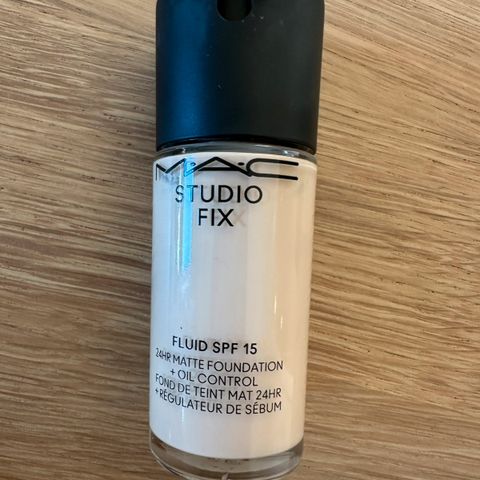 MAC
STUDIO
FIX
FLUID SPF 15
24HR MATTE FOUNDATION
+ OIL CONTROL
FOND DE TEINT MAT 24HR
+ RÉGULATEUR DE SÉBUM